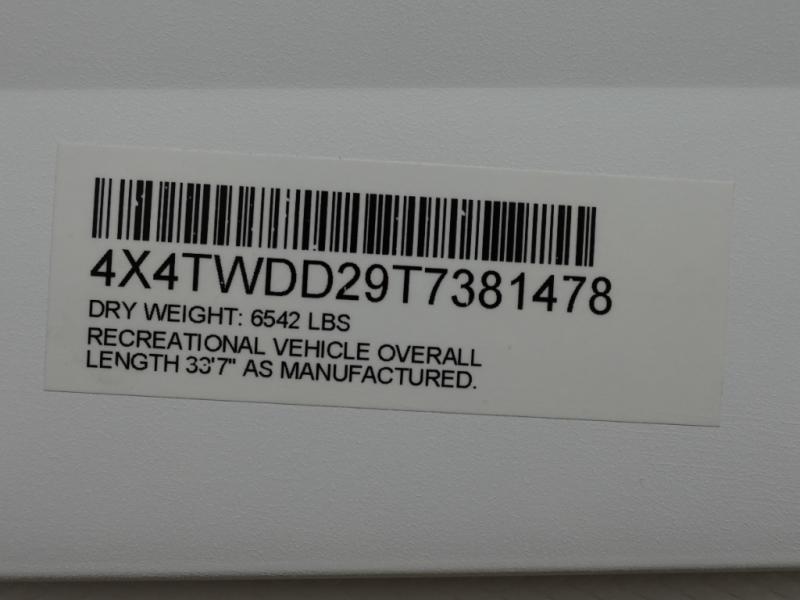 4X4TWDD29T7381478
DRY WEIGHT: 6542 LBS
RECREATIONAL VEHICLE OVERALL
LENGTH 33'7" AS MANUFACTURED.